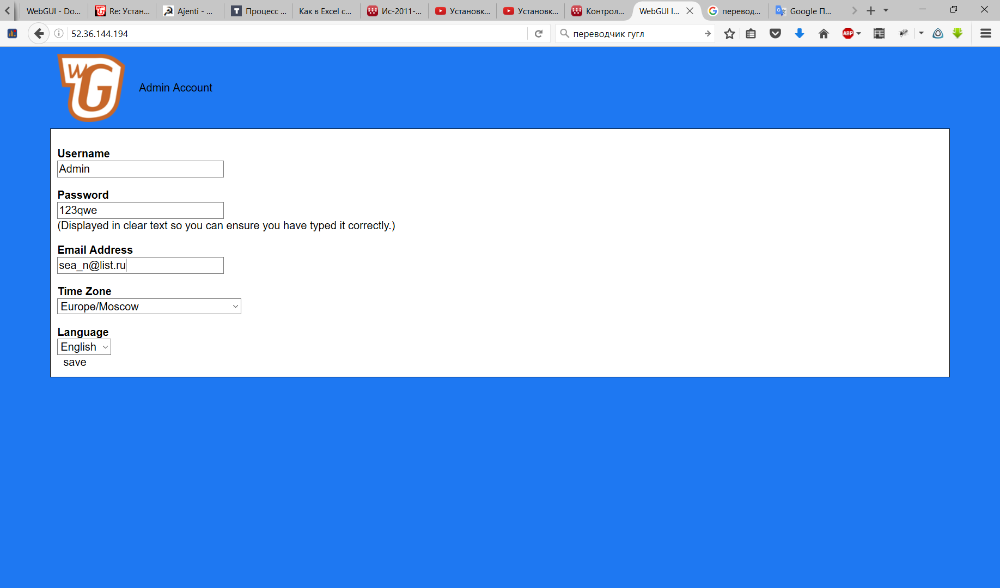 WebGUI - Do...
Re: Устан...
Ajenti - ...
Процесс ...
Как в Excel с...
Ис-2011-...
Установк...
Установк...
Контрол...
WebGUI I...
перевод...
Google П...
52.36.144.194
переводчик гугл
ABP
WG
Admin Account
Username
Admin
Password
123qwe
(Displayed in clear text so you can ensure you have typed it correctly.)
Email Address
sea_n@list.ru
Time Zone
Europe/Moscow
Language
English
save